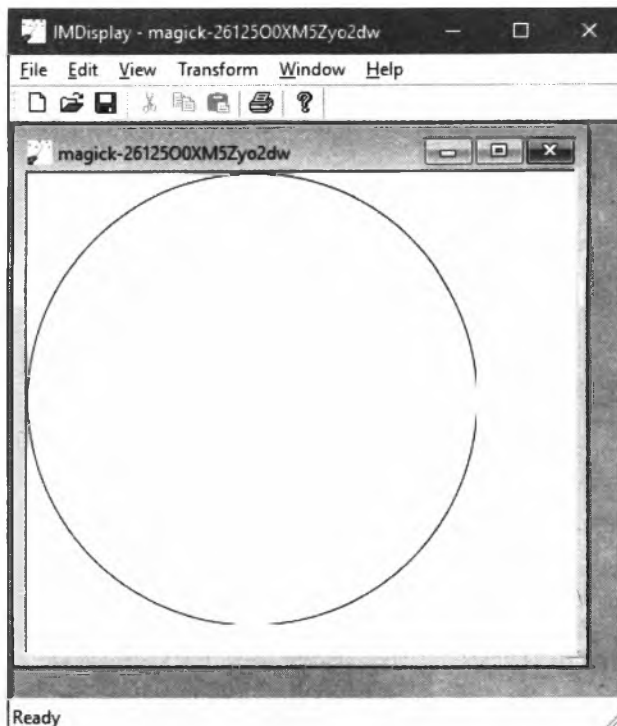 IMDisplay - magick-26125O0XM5Zyo2dw
File Edit View Transform Window Help
magick-26125O0XM5Zyo2dw
Ready